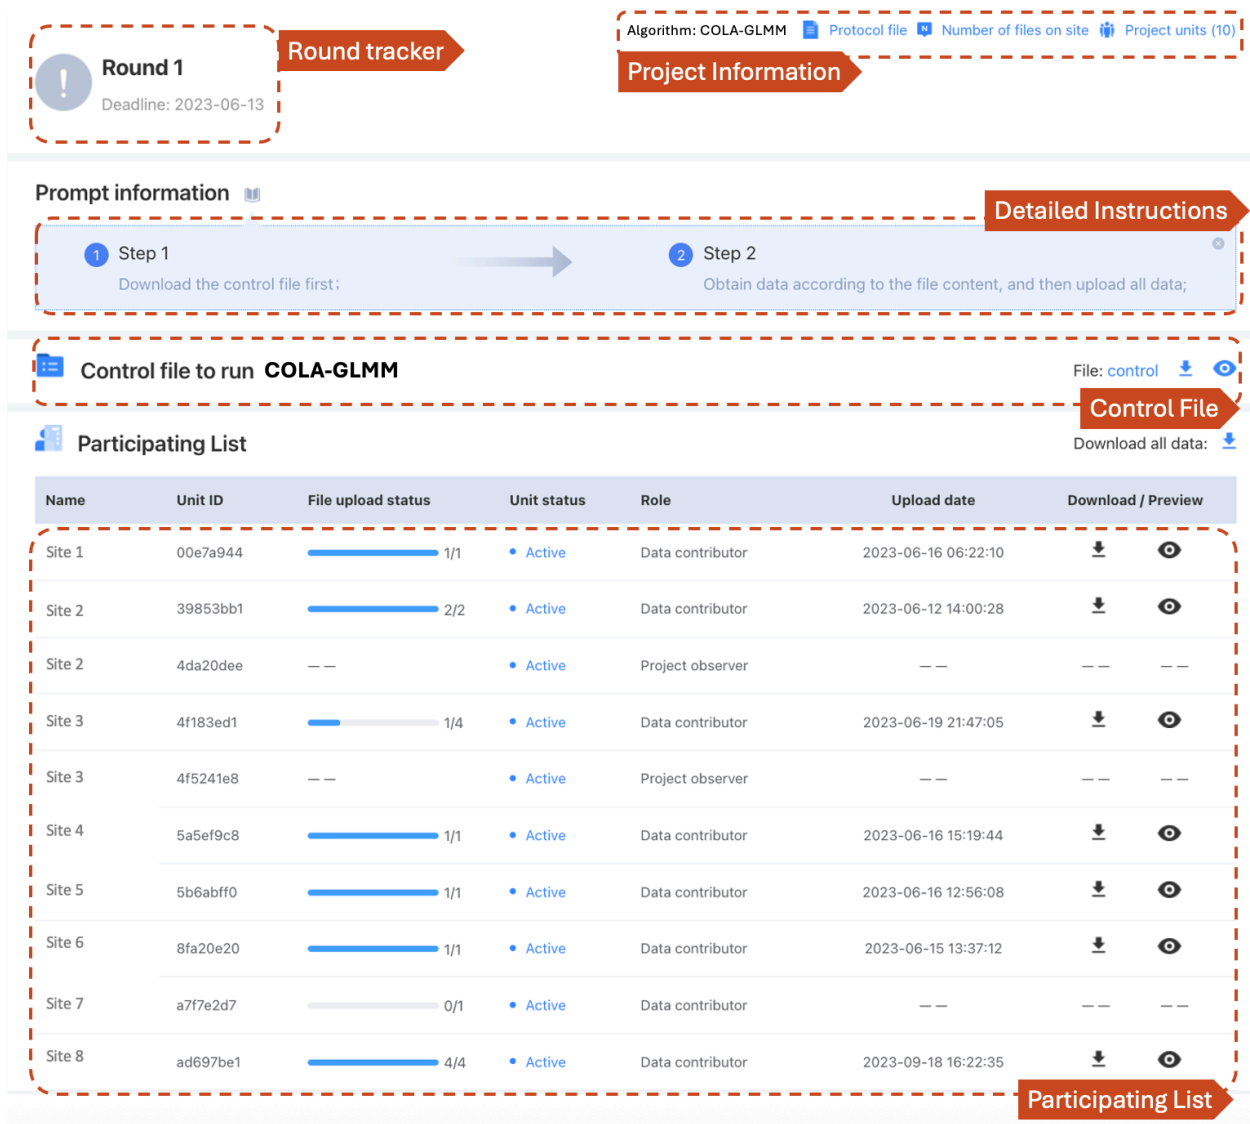 Algorithm: COLA-GLMM Protocol file Number of files on site Project units (10)
Round tracker
Project Information
Round 1
Deadline: 2023-06-13
Prompt information
Detailed Instructions
1 Step 1
Download the control file first;
2 Step 2
Obtain data according to the file content, and then upload all data;
Control file to run COLA-GLMM
File: control
Control File
Participating List
Download all data:
Name Unit ID File upload status Unit status Role Upload date Download / Preview
Site 1 00e7a944 1/1 Active Data contributor 2023-06-16 06:22:10
Site 2 39853bb1 2/2 Active Data contributor 2023-06-12 14:00:28
Site 2 4da20dee — — Active Project observer — — — — — —
Site 3 4f183ed1 1/4 Active Data contributor 2023-06-19 21:47:05
Site 3 4f5241e8 — — Active Project observer — — — — — —
Site 4 5a5ef9c8 1/1 Active Data contributor 2023-06-16 15:19:44
Site 5 5b6abff0 1/1 Active Data contributor 2023-06-16 12:56:08
Site 6 8fa20e20 1/1 Active Data contributor 2023-06-15 13:37:12
Site 7 a7f7e2d7 0/1 Active Data contributor — — — — — —
Site 8 ad697be1 4/4 Active Data contributor 2023-09-18 16:22:35
Participating List